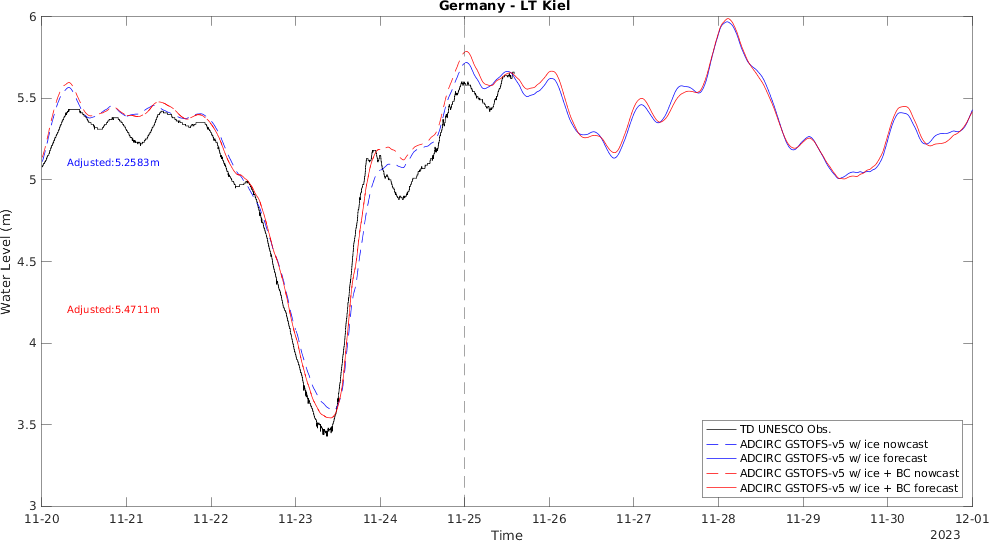 Germany - LT Kiel
6
5.5
5
4.5
4
3.5
3
Water Level (m)
Adjusted:5.2583m
Adjusted:5.4711m
TD UNESCO Obs.
ADCIRC GSTOFS-v5 w/ ice nowcast
ADCIRC GSTOFS-v5 w/ ice forecast
ADCIRC GSTOFS-v5 w/ ice + BC nowcast
ADCIRC GSTOFS-v5 w/ ice + BC forecast
11-20 11-21 11-22 11-23 11-24 11-25 11-26 11-27 11-28 11-29 11-30 12-01
Time
2023